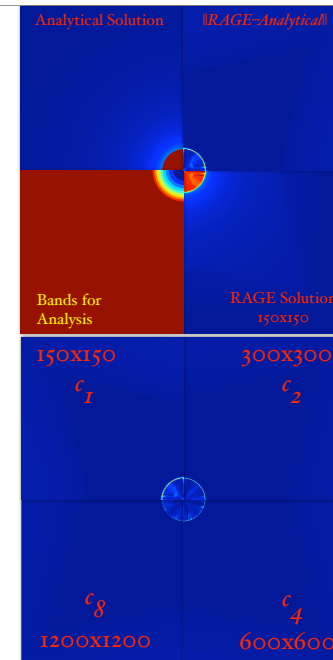 Analytical Solution
||RAGE–Analytical||
Bands for
Analysis
RAGE Solution
150x150
150x150
c1
300x300
c2
c8
1200x1200
c4
600x600